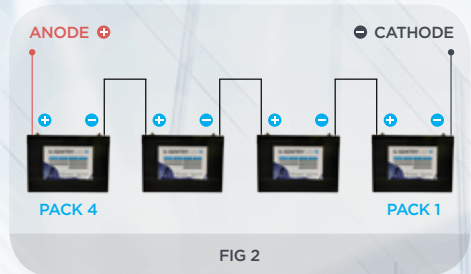 ANODE +
- CATHODE
+ - + - + - + -
PACK 4
PACK 1
FIG 2